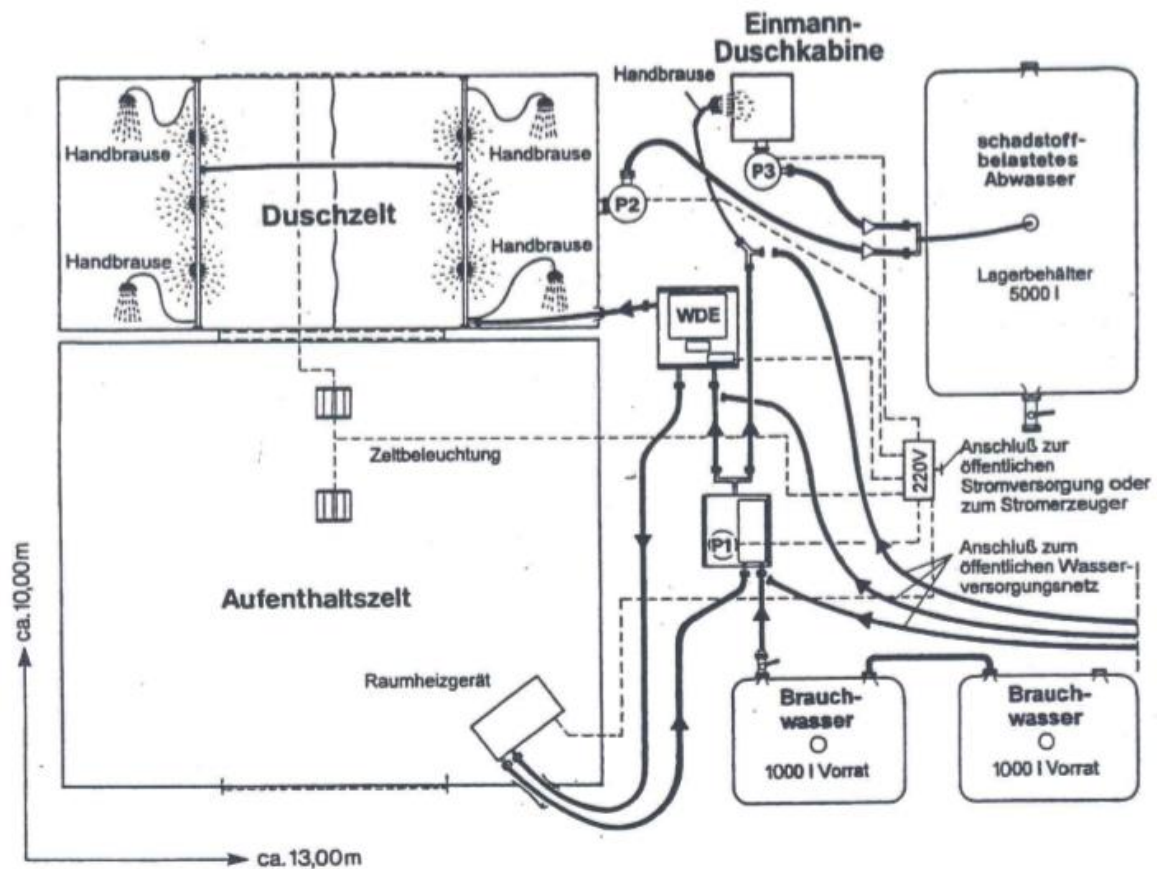 Einmann-
Duschkabine
Handbrause
Handbrause
Handbrause
P3
schadstoff-
belastetes
Abwasser
Duschzelt
P2
Handbrause
Handbrause
Lagerbehälter
5000 l
WDE
Zeltbeleuchtung
220V
Anschluß zur
öffentlichen
Stromversorgung oder
zum Stromerzeuger
P1
Anschluß zum
öffentlichen Wasser-
versorgungsnetz
Aufenthaltszelt
ca. 10,00m
Raumheizgerät
Brauch-
wasser
1000 l Vorrat
Brauch-
wasser
1000 l Vorrat
ca. 13,00m